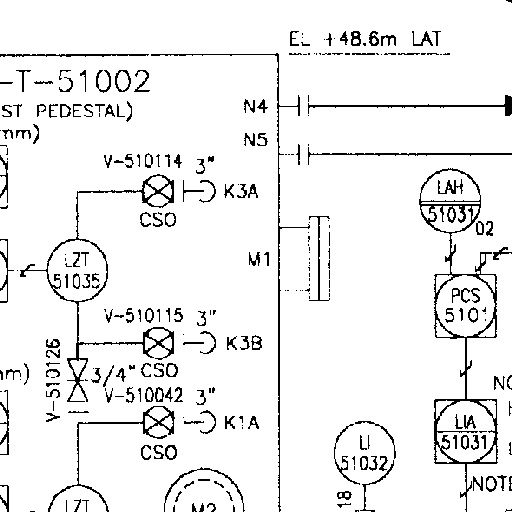 EL +48.6m LAT
-T-51002
ST PEDESTAL)
mm)
N4
N5
V-510114 3"
K3A
CSO
LAH
51031
02
LZT
51035
M1
PCS
5101
V-510115 3"
K3B
CSO
V-510126
3/4"
V-510042 3"
K1A
CSO
LIA
51031
LI
51032
NOTE
LZT
M2
18